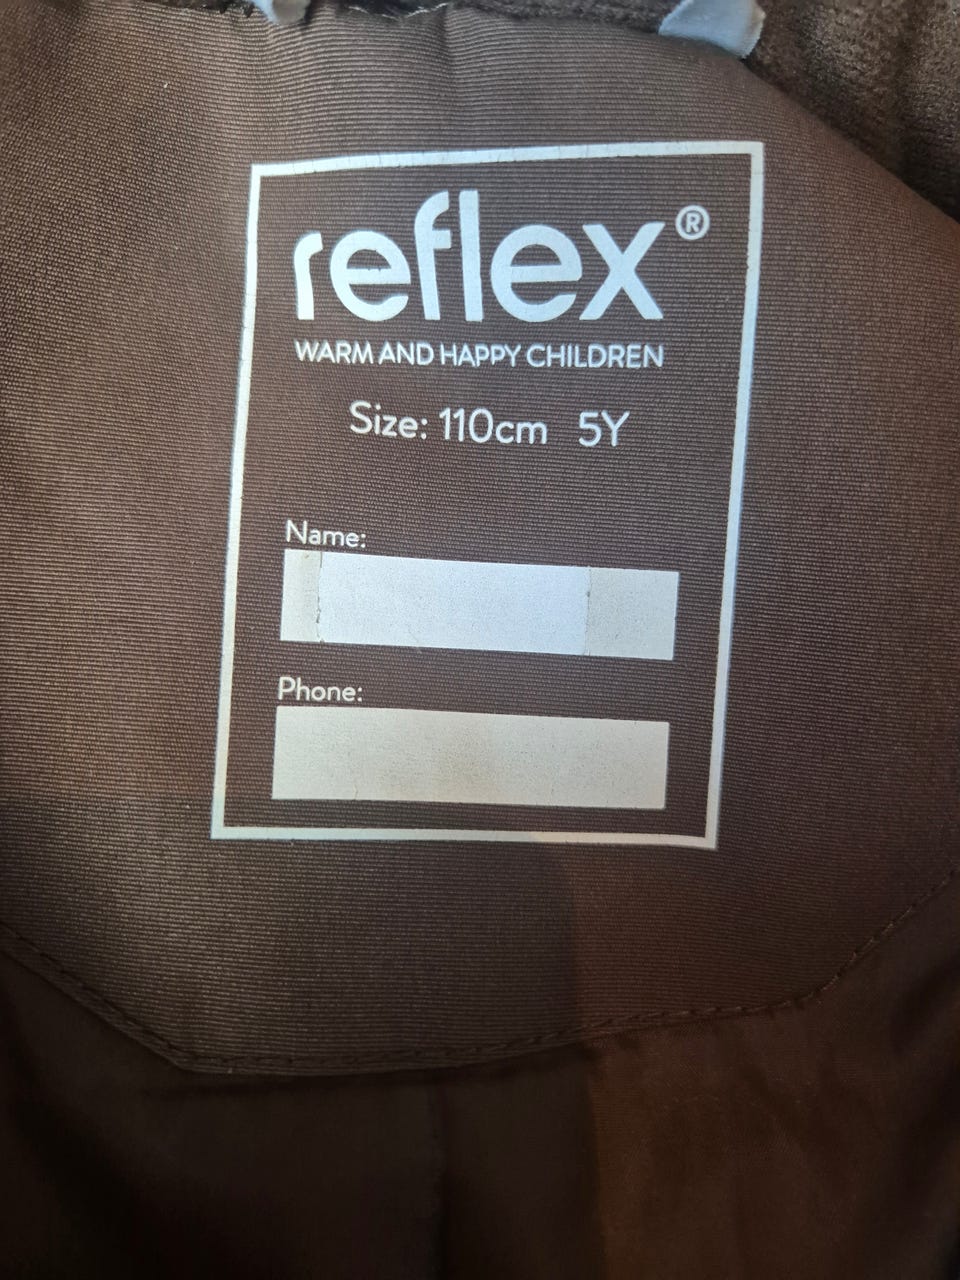 reflex®
WARM AND HAPPY CHILDREN
Size: 110cm 5Y
Name:
Phone: